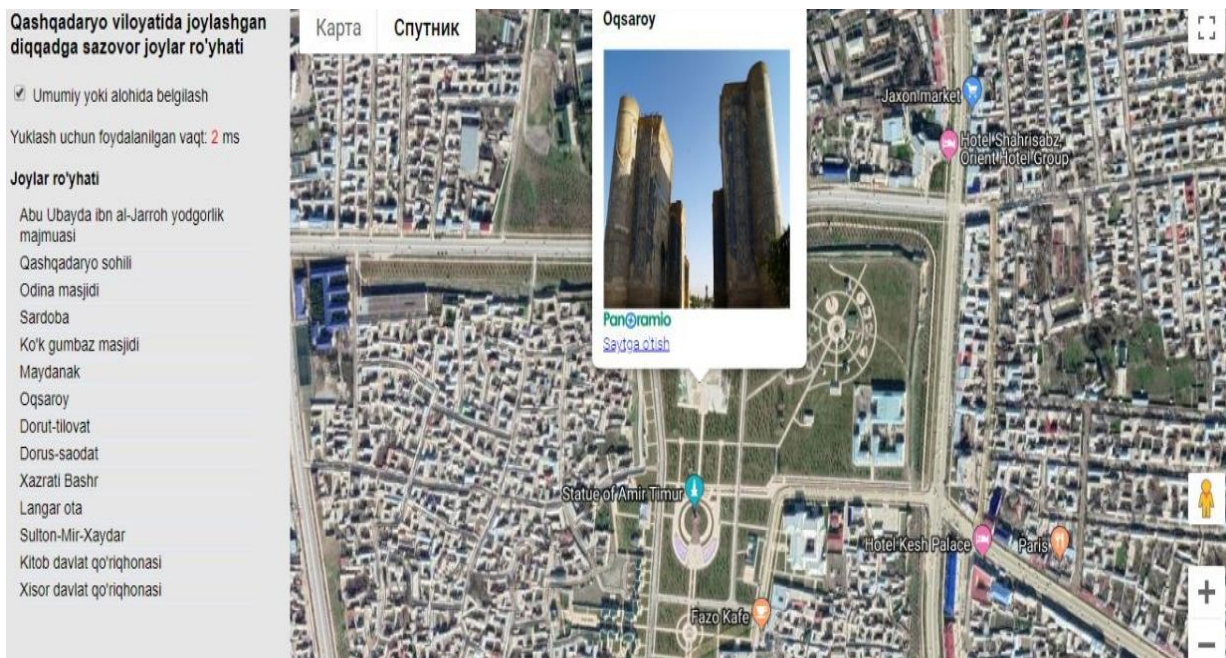 Qashqadaryo viloyatida joylashgan
diqqadga sazovor joylar ro'yhati
Umumiy yoki alohida belgilash
Yuklash uchun foydalanilgan vaqt: 2 ms
Joylar ro'yhati
Abu Ubayda ibn al-Jarroh yodgorlik
majmuasi
Qashqadaryo sohili
Odina masjidi
Sardoba
Ko'k gumbaz masjidi
Maydanak
Oqsaroy
Dorut-tilovat
Dorus-saodat
Xazrati Bashr
Langar ota
Sulton-Mir-Xaydar
Kitob davlat qo'riqhonasi
Xisor davlat qo'riqhonasi
Карта
Спутник
Oqsaroy
Panoramio
Saytga o'tish
Jaxon market
Hotel Shahrisabz,
Orient Hotel Group
Statue of Amir Timur
Hotel Kesh Palace
Paris
Fazo Kafe
+
−